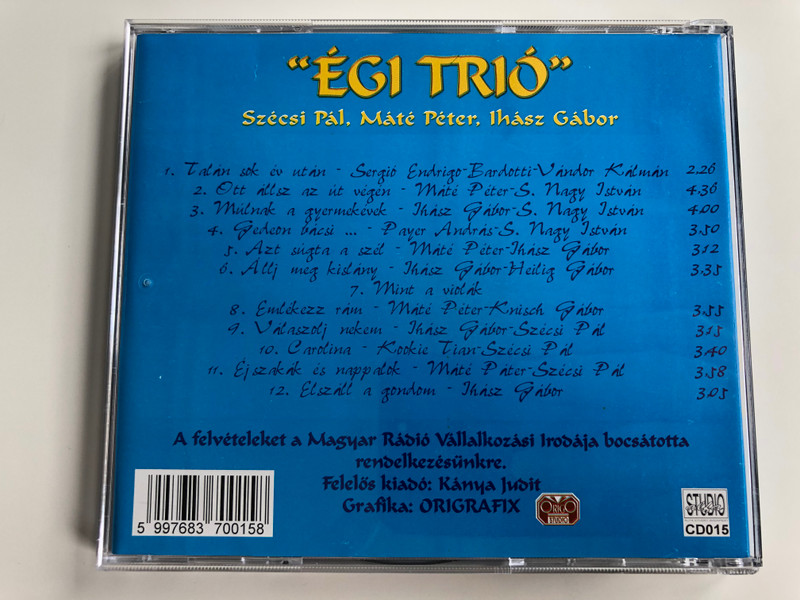 "ÉGI TRIÓ"
Szécsi Pál, Máté Péter, Ihász Gábor
1. Talán sok év után - Sergió Endrigo-Bardotti-Vándor Kálmán 2.26
2. Ott állsz az út végén - Máté Péter-S. Nagy István 4.36
3. Múlnak a gyermekévek - Ihász Gábor-S. Nagy István 4.00
4. Gedeon bácsi ... - Payer András-S. Nagy István 3.50
5. Azt súgta a szél - Máté Péter-Ihász Gábor 3.12
6. Állj meg kislány - Ihász Gábor-Heilig Gábor 3.35
7. Mint a violák
8. Emlékezz rám - Máté Péter-Krisch Gábor 3.55
9. Válaszolj nekem - Ihász Gábor-Szécsi Pál 3.15
10. Carolina - Kookie Tian-Szécsi Pál 3.40
11. Éjszakák és nappalok - Máté Páter-Szécsi Pál 3.58
12. Elszáll a gondom - Ihász Gábor 3.05
A felvételeket a Magyar Rádió Vállalkozási Irodája bocsátotta
rendelkezésünkre.
Felelős kiadó: Kánya Judit
Grafika: ORIGRAFIX
ORIGO
STUDIO
5 997683 700158
STUDIO
CD015